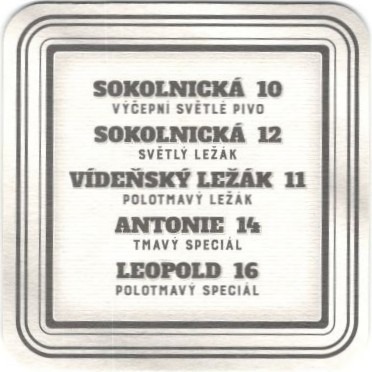 SOKOLNICKÁ 10
VÝČEPNÍ SVĚTLÉ PIVO
SOKOLNICKÁ 12
SVĚTLÝ LEŽÁK
VÍDEŇSKÝ LEŽÁK 11
POLOTMAVÝ LEŽÁK
ANTONIE 14
TMAVÝ SPECIÁL
LEOPOLD 16
POLOTMAVÝ SPECIÁL